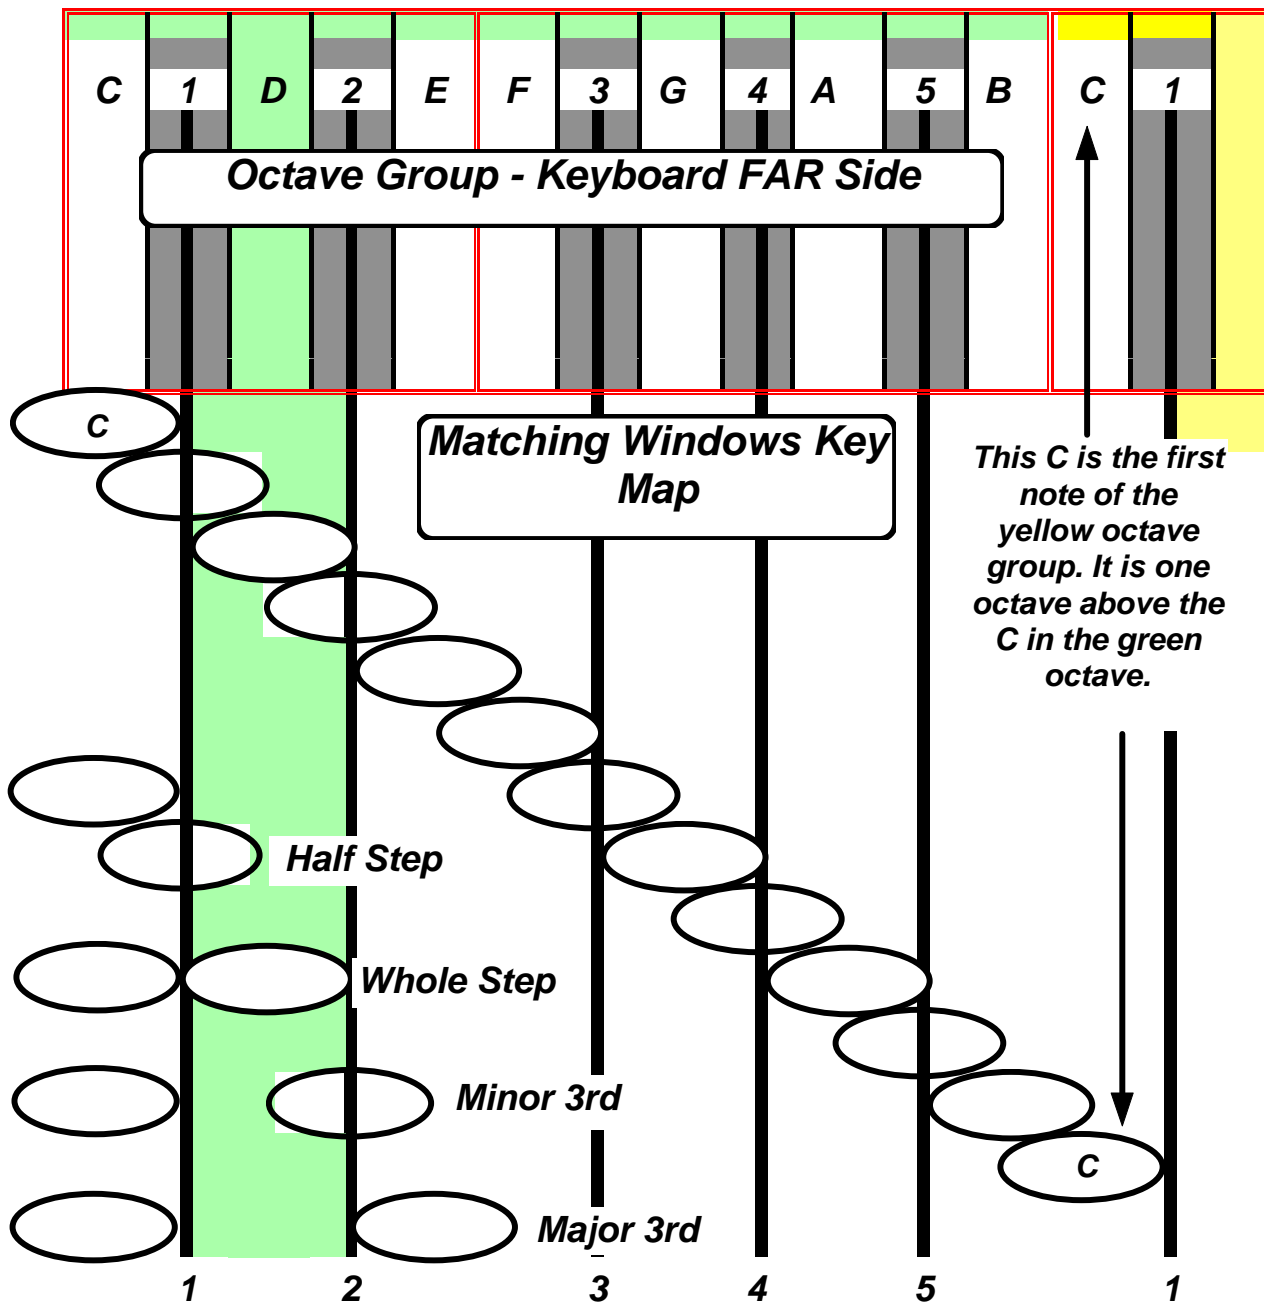 C 1 D 2 E F 3 G 4 A 5 B C 1
Octave Group - Keyboard FAR Side
C
Matching Windows Key
Map
This C is the first
note of the
yellow octave
group. It is one
octave above the
C in the green
octave.
Half Step
Whole Step
Minor 3rd
C
Major 3rd
1 2 3 4 5 1